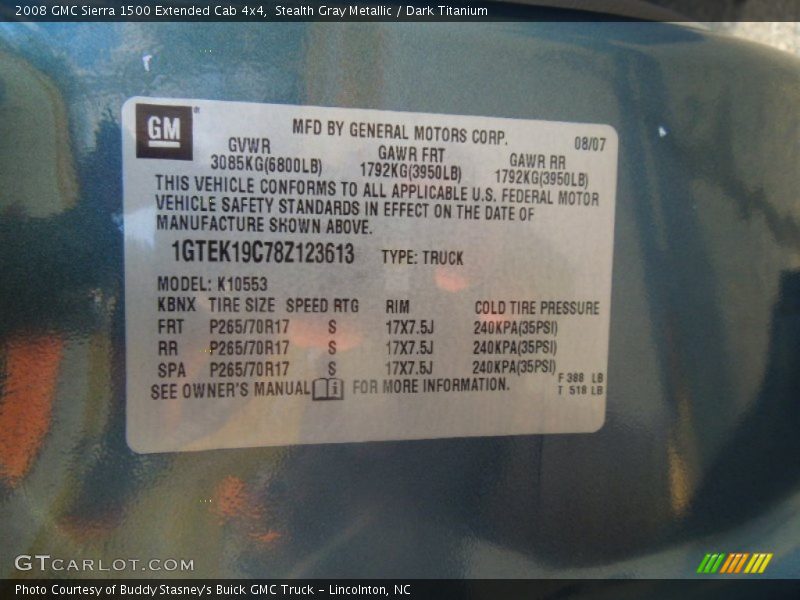 2008 GMC Sierra 1500 Extended Cab 4x4, Stealth Gray Metallic / Dark Titanium
GM
MFD BY GENERAL MOTORS CORP. 08/07
GVWR GAWR FRT GAWR RR
3085KG(6800LB) 1792KG(3950LB) 1792KG(3950LB)
THIS VEHICLE CONFORMS TO ALL APPLICABLE U.S. FEDERAL MOTOR
VEHICLE SAFETY STANDARDS IN EFFECT ON THE DATE OF
MANUFACTURE SHOWN ABOVE.
1GTEK19C78Z123613 TYPE: TRUCK
MODEL: K10553
KBNX TIRE SIZE SPEED RTG RIM COLD TIRE PRESSURE
FRT P265/70R17 S 17X7.5J 240KPA(35PSI)
RR P265/70R17 S 17X7.5J 240KPA(35PSI)
SPA P265/70R17 S 17X7.5J 240KPA(35PSI)
SEE OWNER'S MANUAL i FOR MORE INFORMATION.
F 388 LB
T 518 LB
GTCARLOT.COM
Photo Courtesy of Buddy Stasney's Buick GMC Truck - Lincolnton, NC